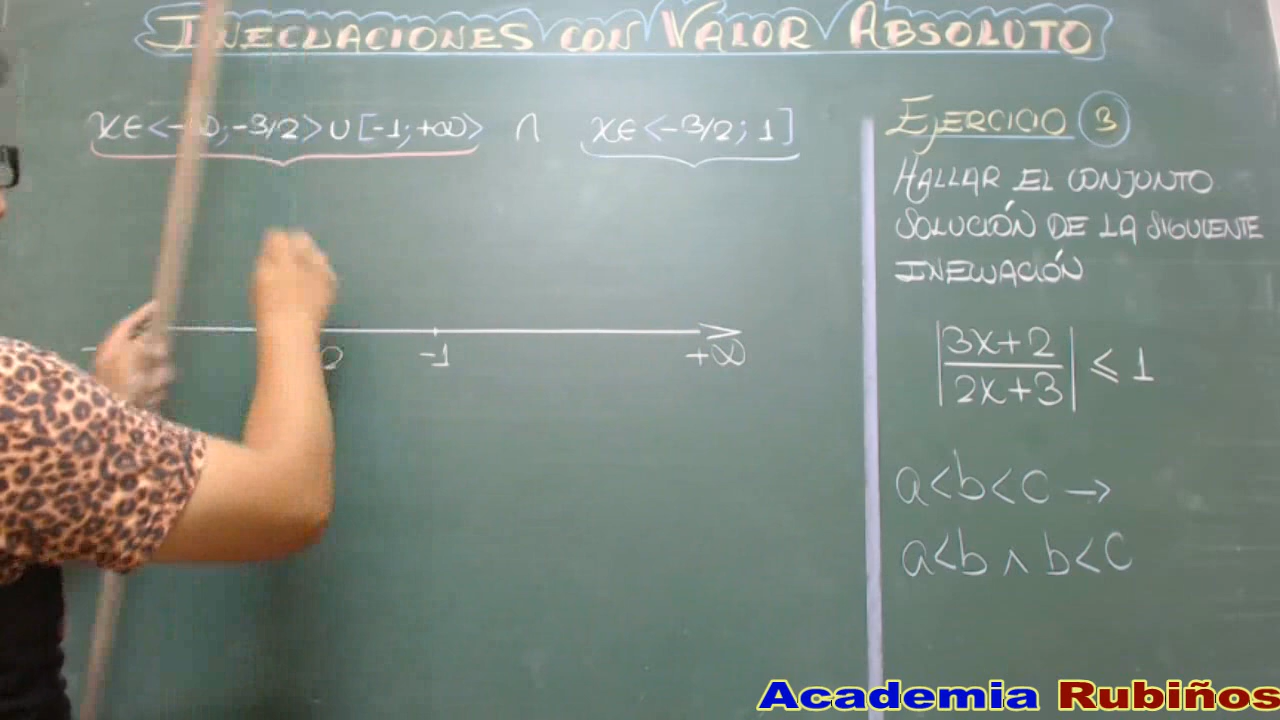 INECUACIONES CON VALOR ABSOLUTO
x∈<-∞;-3/2>∪[-1;+∞> ∩ x∈<-3/2;1]
2 -1 +∞
EJERCICIO 3
HALLAR EL CONJUNTO
SOLUCIÓN DE LA SIGUIENTE
INECUACIÓN
|3x+2
2x+3| ≤ 1
a<b<c →
a<b ∧ b<c
Academia Rubiños